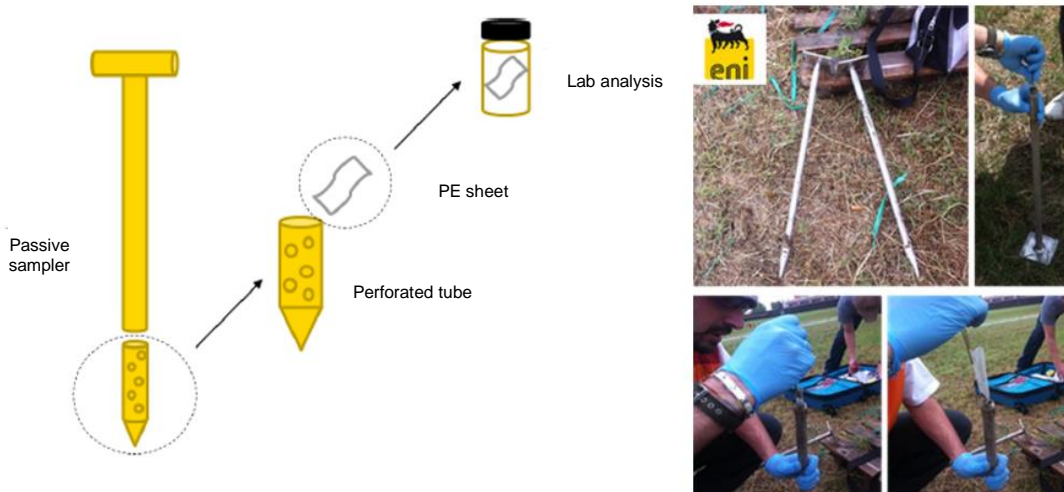 Lab analysis
eni
PE sheet
Passive
sampler
Perforated tube